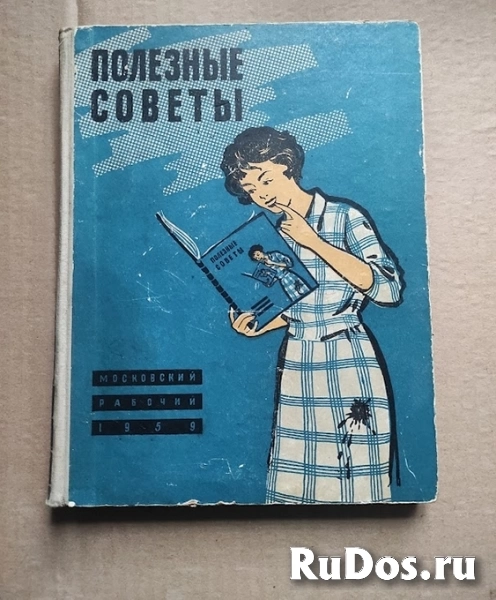 ПОЛЕЗНЫЕ
СОВЕТЫ
ПОЛЕЗНЫЕ
СОВЕТЫ
МОСКОВСКИЙ
РАБОЧИЙ
1959
RuDos.ru